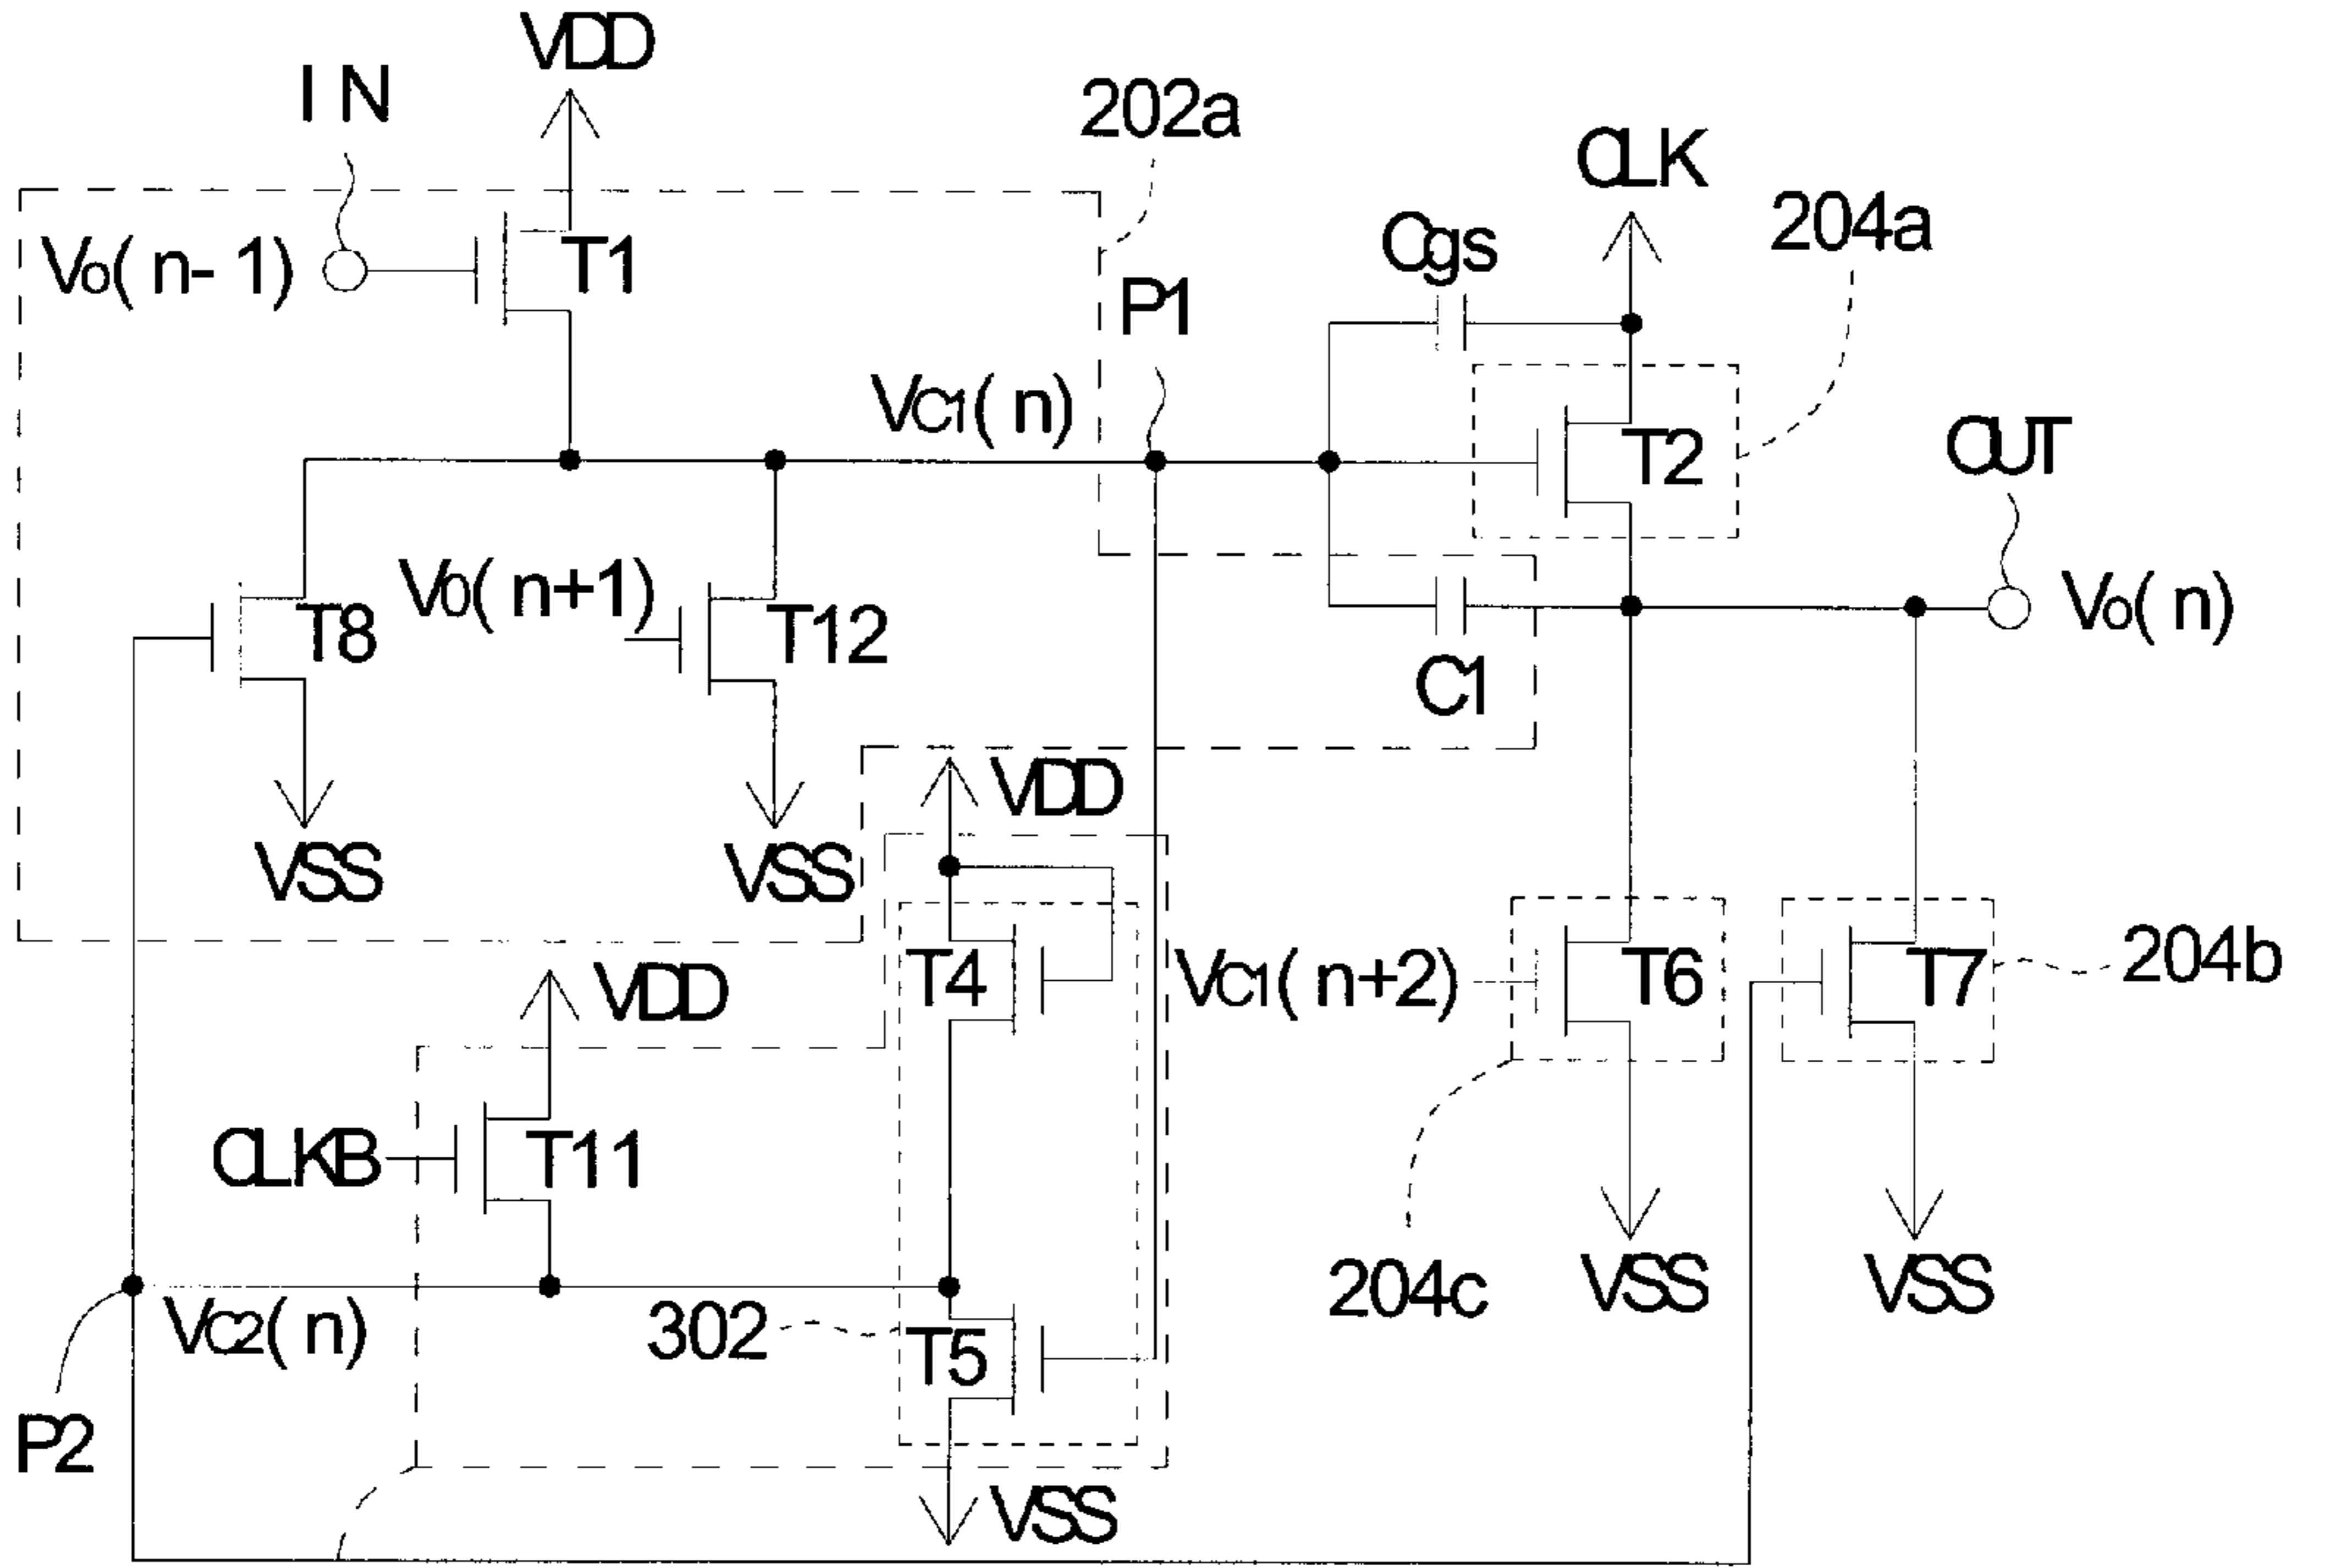 VDD
IN
202a
CLK
204a
Cgs
Vo(n-1)
T1
P1
VC1(n)
T2
OUT
V0(n+1)
T8
T12
Vo(n)
C1
VDD
VSS
VSS
T4
VC1(n+2)
T6
T7
204b
VDD
CLKB
T11
204c
VSS
VSS
VC2(n)
302
T5
P2
VSS